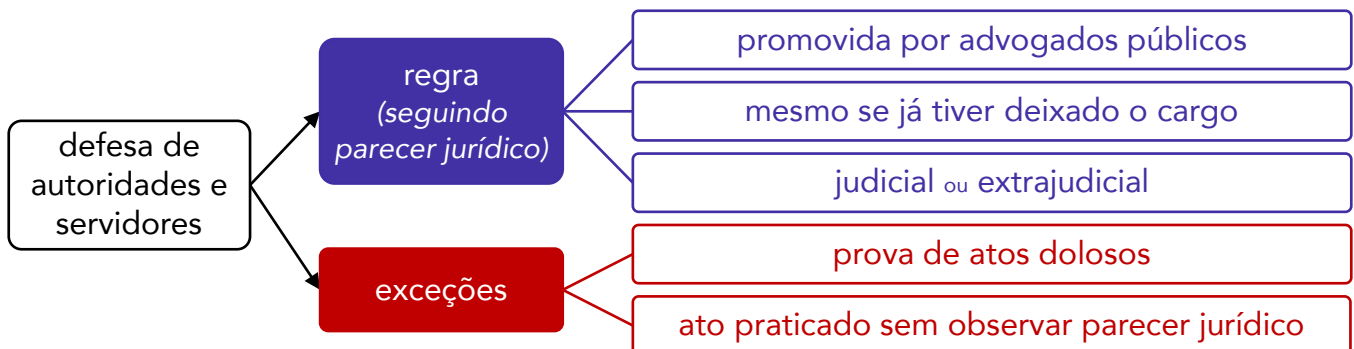 defesa de
autoridades e
servidores
regra
(seguindo
parecer jurídico)
promovida por advogados públicos
mesmo se já tiver deixado o cargo
judicial ou extrajudicial
exceções
prova de atos dolosos
ato praticado sem observar parecer jurídico